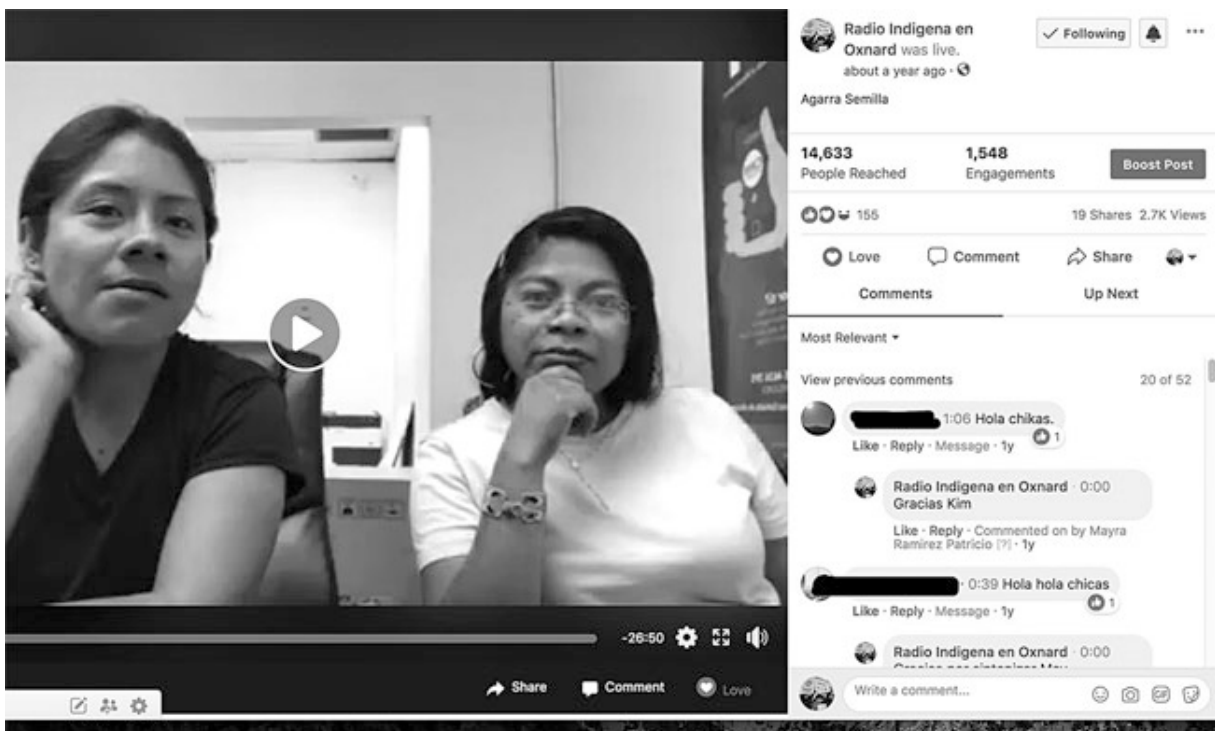 Radio Indigena en
Oxnard was live.
✓ Following
...
about a year ago ·
Agarra Semilla
14,633
People Reached
1,548
Engagements
Boost Post
155
19 Shares 2.7K Views
Love
Comment
Share
Comments
Up Next
Most Relevant
View previous comments
20 of 52
1:06 Hola chikas.
1
Like · Reply · Message · 1y
Radio Indigena en Oxnard · 0:00
Gracias Kim
Like · Reply · Commented on by Mayra
Ramirez Patricio [?] · 1y
· 0:39 Hola hola chicas
1
Like · Reply · Message · 1y
Radio Indigena en Oxnard · 0:00
Write a comment...
GIF
-26:50
Share
Comment
Love